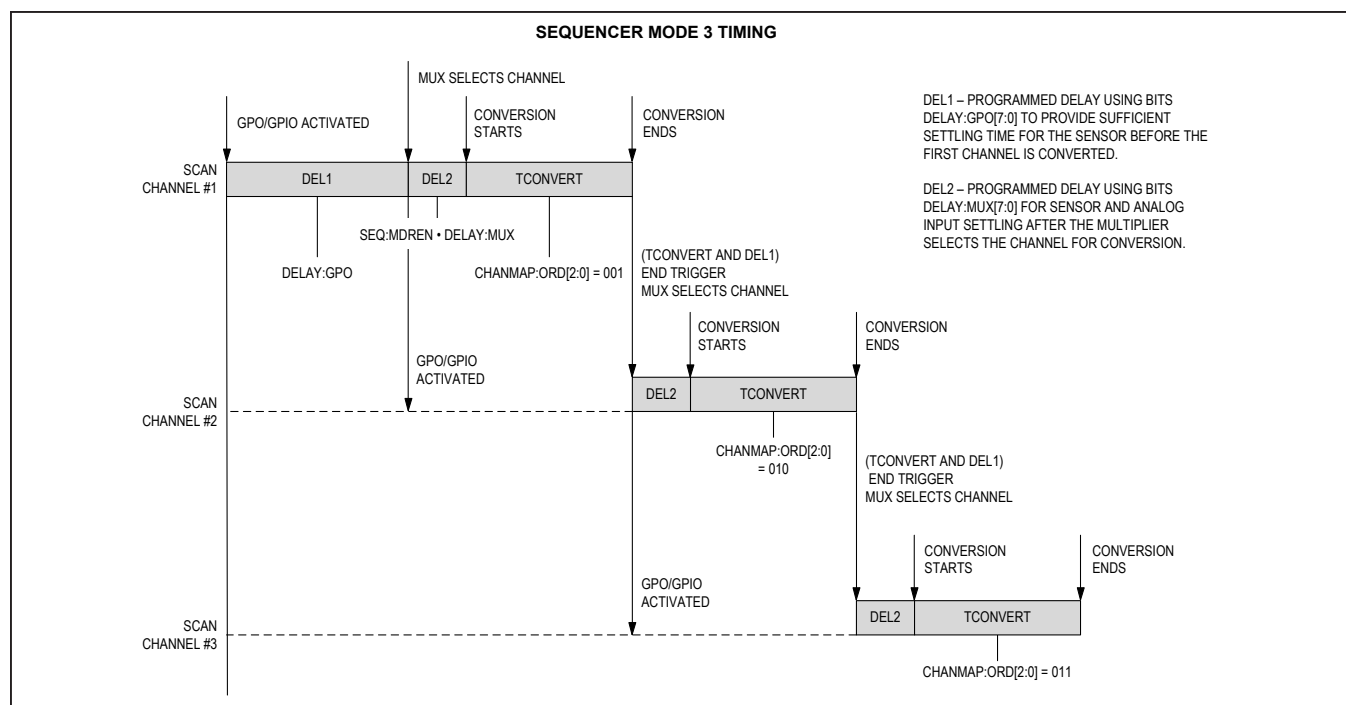 SEQUENCER MODE 3 TIMING
MUX SELECTS CHANNEL
GPO/GPIO ACTIVATED
CONVERSION
STARTS
CONVERSION
ENDS
DEL1 – PROGRAMMED DELAY USING BITS
DELAY:GPO[7:0] TO PROVIDE SUFFICIENT
SETTLING TIME FOR THE SENSOR BEFORE THE
FIRST CHANNEL IS CONVERTED.
SCAN
CHANNEL #1
DEL1
DEL2
TCONVERT
DEL2 – PROGRAMMED DELAY USING BITS
DELAY:MUX[7:0] FOR SENSOR AND ANALOG
INPUT SETTLING AFTER THE MULTIPLIER
SELECTS THE CHANNEL FOR CONVERSION.
SEQ:MDREN • DELAY:MUX
DELAY:GPO
CHANMAP:ORD[2:0] = 001
(TCONVERT AND DEL1)
END TRIGGER
MUX SELECTS CHANNEL
CONVERSION
STARTS
CONVERSION
ENDS
GPO/GPIO
ACTIVATED
SCAN
CHANNEL #2
DEL2
TCONVERT
CHANMAP:ORD[2:0]
= 010
(TCONVERT AND DEL1)
END TRIGGER
MUX SELECTS CHANNEL
CONVERSION
STARTS
CONVERSION
ENDS
GPO/GPIO
ACTIVATED
SCAN
CHANNEL #3
DEL2
TCONVERT
CHANMAP:ORD[2:0] = 011